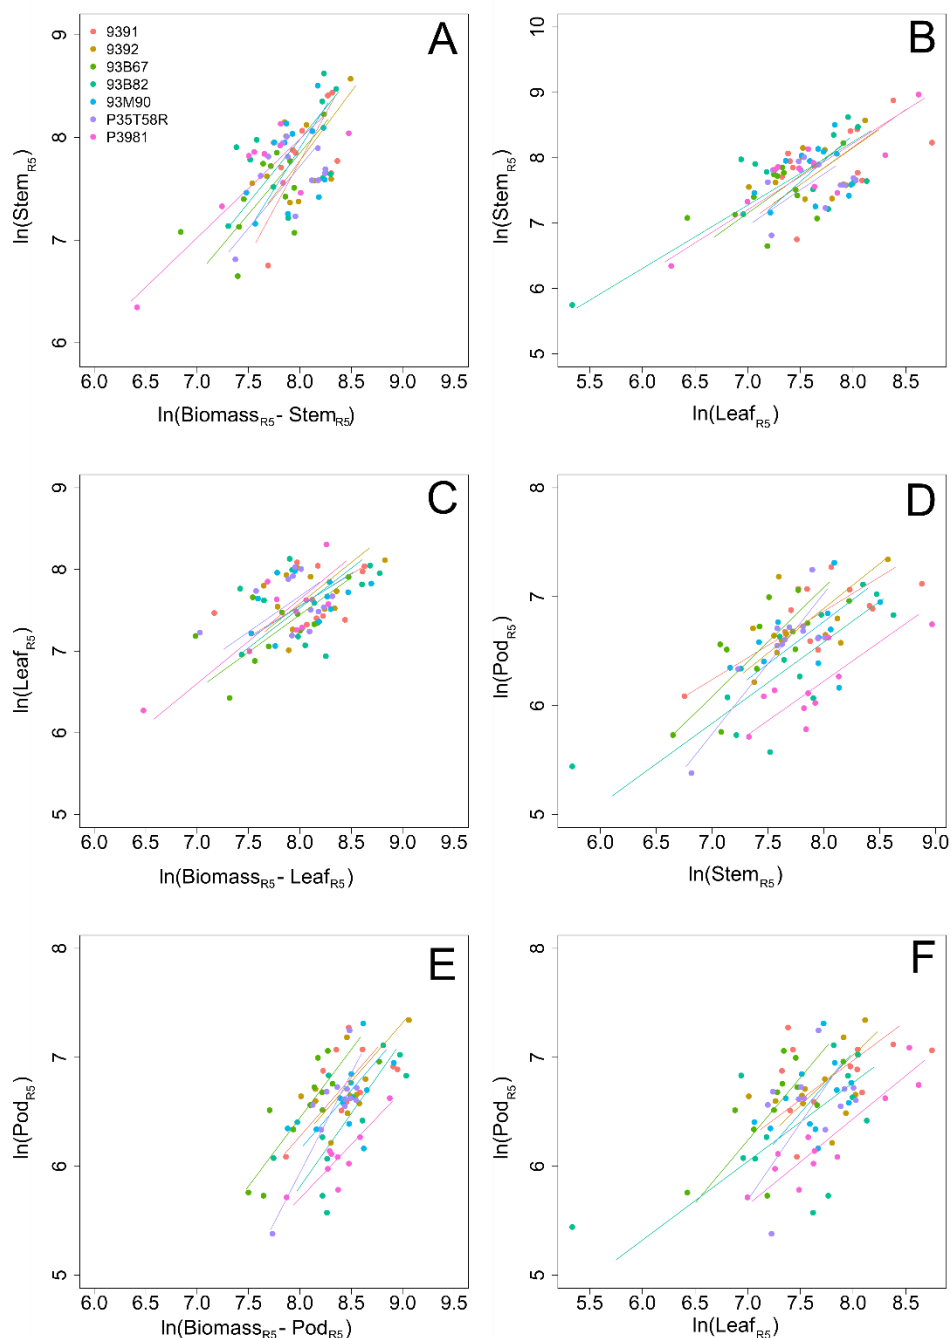 A
9391
9392
93B67
93B82
93M90
P35T58R
P3981
9
8
7
6
ln(Stem R5)
6.0 6.5 7.0 7.5 8.0 8.5 9.0
ln(Biomass R5 - Stem R5)
B
10
9
8
7
6
5
ln(Stem R5)
5.5 6.0 6.5 7.0 7.5 8.0 8.5
ln(Leaf R5)
C
9
8
7
6
5
ln(Leaf R5)
6.0 6.5 7.0 7.5 8.0 8.5 9.0
ln(Biomass R5 - Leaf R5)
D
8
7
6
5
ln(Pod R5)
6.0 6.5 7.0 7.5 8.0 8.5 9.0
ln(Stem R5)
E
8
7
6
5
ln(Pod R5)
6.0 6.5 7.0 7.5 8.0 8.5 9.0
ln(Biomass R5 - Pod R5)
F
8
7
6
5
ln(Pod R5)
5.5 6.0 6.5 7.0 7.5 8.0 8.5
ln(Leaf R5)